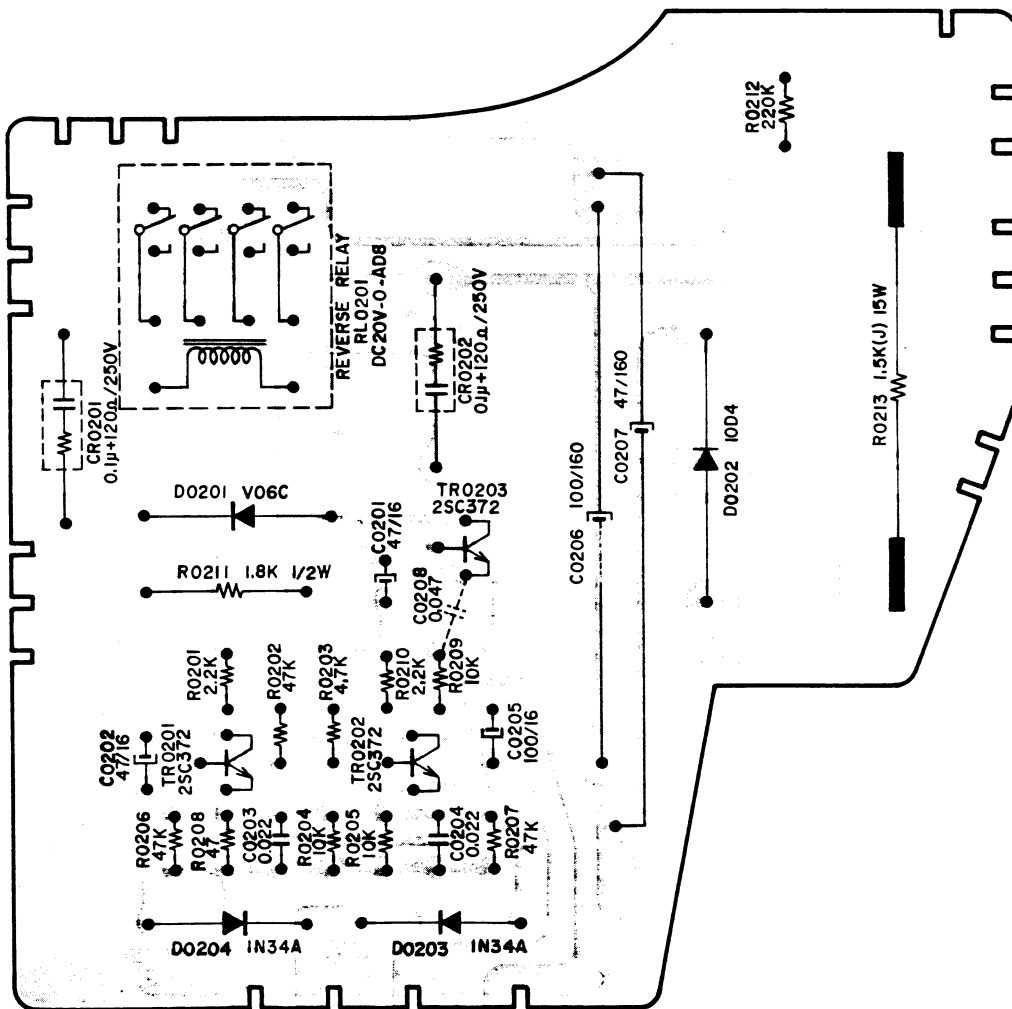 R0212
220K
REVERSE RELAY
RL0201
DC20V-0-AD8
CR0202
0.1μ+120Ω/250V
CR0201
0.1μ+120Ω/250V
C0207 47/160
C0206 100/160
D0202 10D4
R0213 1.5K(J) 15W
D0201 V06C
C0201
47/16
TR0203
2SC372
R0211 1.8K 1/2W
C0208
0.047
R0201
2.2K
R0202
47K
R0203
4.7K
R0210
2.2K
R0209
10K
C0202
47/16
TR0201
2SC372
TR0202
2SC372
C0205
100/16
R0206
47K
R0208
47
C0203
0.022
R0204
10K
R0205
10K
C0204
0.022
R0207
47K
D0204 1N34A
D0203 1N34A